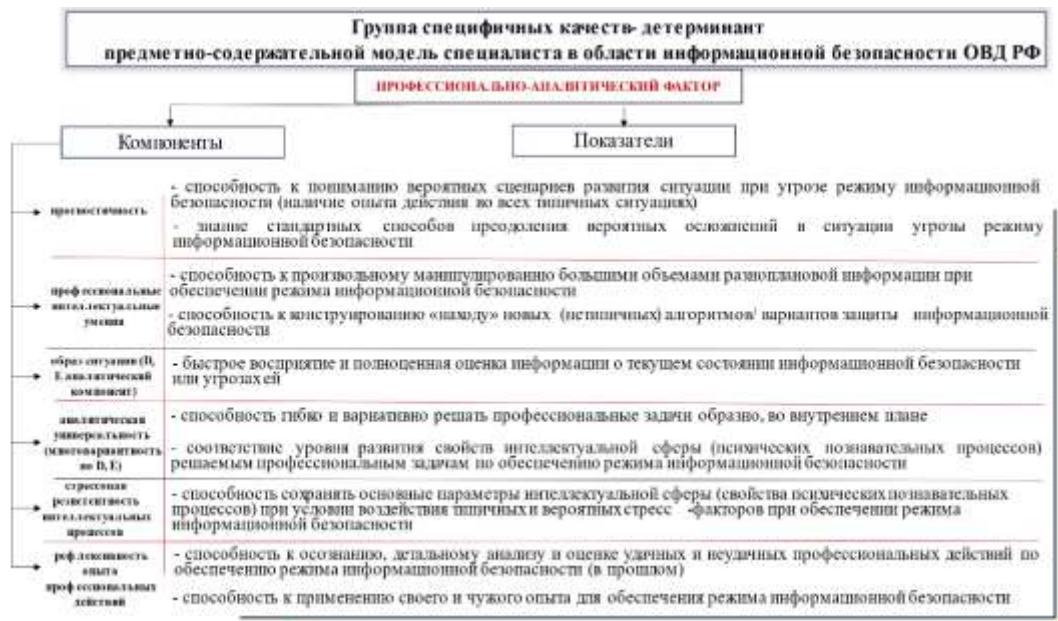 Группа специфичных качеств- детерминант
предметно-содержательной модель специалиста в области информационной безопасности ОВД РФ
ПРОФЕССИОНАЛЬНО-АНАЛИТИЧЕСКИЙ ФАКТОР
Компоненты
Показатели
прогностичность
- способность к пониманию вероятных сценариев развития ситуации при угрозе режиму информационной
безопасности (наличие опыта действия во всех типичных ситуациях)
- знание стандартных способов преодоления вероятных осложнений в ситуации угрозы режиму
информационной безопасности
профессиональные
интеллектуальные
умения
- способность к произвольному манипулированию большими объемами разноплановой информации при
обеспечении режима информационной безопасности
- способность к конструированию «находу» новых (нетипичных) алгоритмов/ вариантов защиты информационной
безопасности
образ ситуации (D,
E аналитический
компонент)
- быстрое восприятие и полноценная оценка информации о текущем состоянии информационной безопасности
или угрозах ей
аналитическая
универсальность
(многовариантность
по D, E)
- способность гибко и вариативно решать профессиональные задачи образно, во внутреннем плане
- соответствие уровня развития свойств интеллектуальной сферы (психических познавательных процессов)
решаемым профессиональным задачам по обеспечению режима информационной безопасности
стрессовая
резистентность
интеллектуальных
процессов
- способность сохранять основные параметры интеллектуальной сферы (свойства психических познавательных
процессов) при условии воздействия типичных и вероятных стресс -факторов при обеспечении режима
информационной безопасности
рефлексивность
опыта
профессиональных
действий
- способность к осознанию, детальному анализу и оценке удачных и неудачных профессиональных действий по
обеспечению режима информационной безопасности (в прошлом)
- способность к применению своего и чужого опыта для обеспечения режима информационной безопасности